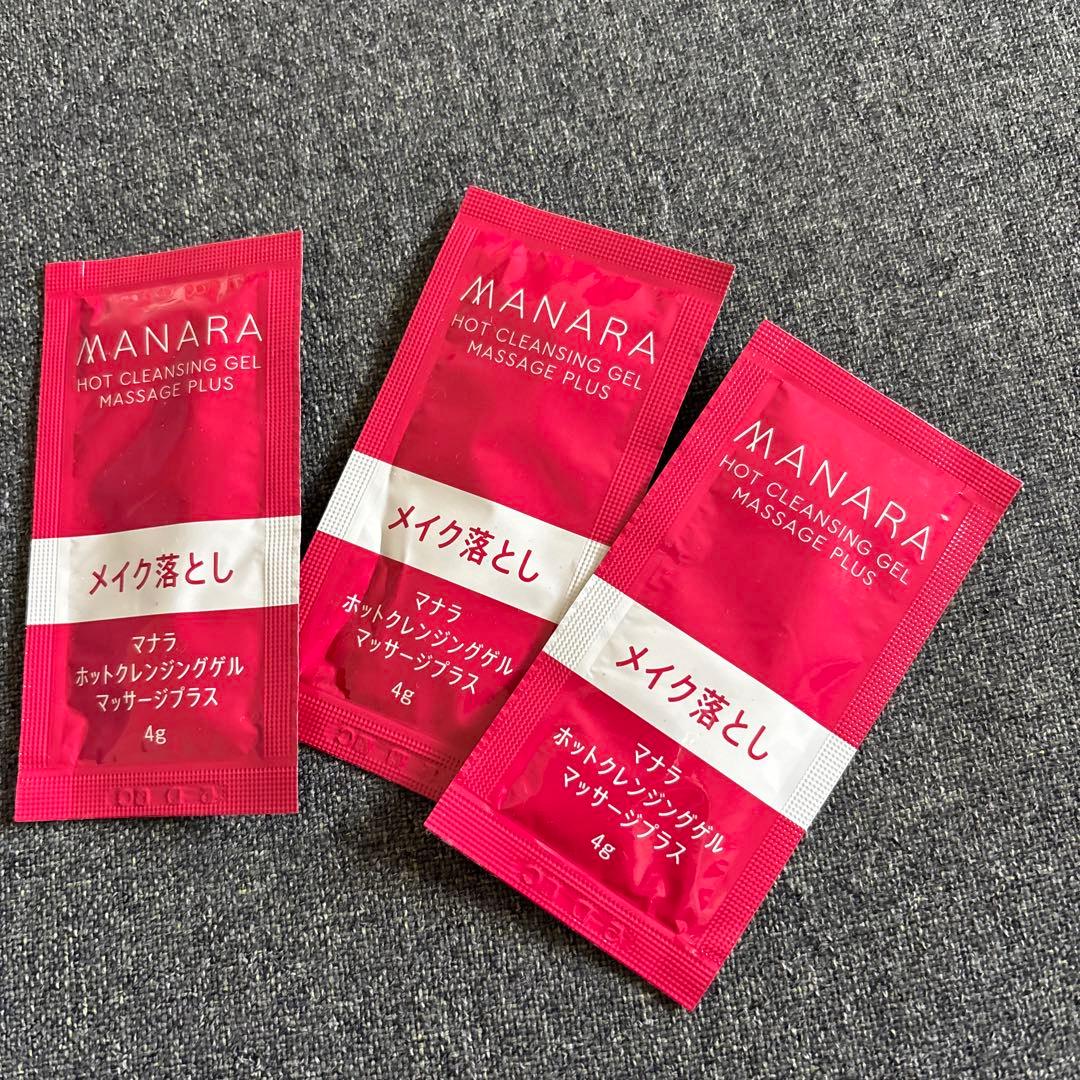 MANARA
HOT CLEANSING GEL
MASSAGE PLUS
メイク落とし
マナラ
ホットクレンジングゲル
マッサージプラス
4g
MANARA
HOT CLEANSING GEL
MASSAGE PLUS
メイク落とし
マナラ
ホットクレンジングゲル
マッサージプラス
4g
MANARA
HOT CLEANSING GEL
MASSAGE PLUS
メイク落とし
マナラ
ホットクレンジングゲル
マッサージプラス
4g